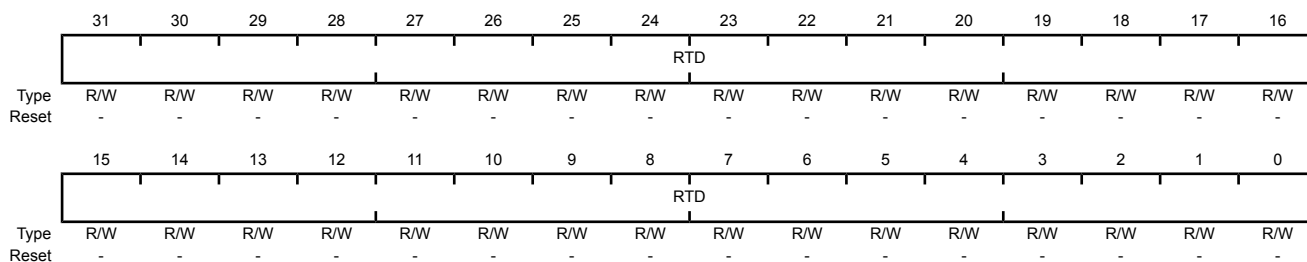 31 30 29 28 27 26 25 24 23 22 21 20 19 18 17 16
RTD
Type R/W R/W R/W R/W R/W R/W R/W R/W R/W R/W R/W R/W R/W R/W R/W R/W
Reset - - - - - - - - - - - - - - - -
15 14 13 12 11 10 9 8 7 6 5 4 3 2 1 0
RTD
Type R/W R/W R/W R/W R/W R/W R/W R/W R/W R/W R/W R/W R/W R/W R/W R/W
Reset - - - - - - - - - - - - - - - -